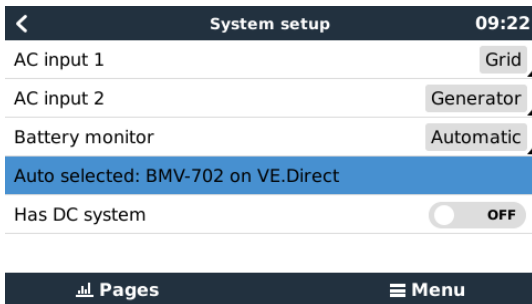 System setup 09:22
AC input 1 Grid
AC input 2 Generator
Battery monitor Automatic
Auto selected: BMV-702 on VE.Direct
Has DC system OFF
Pages Menu